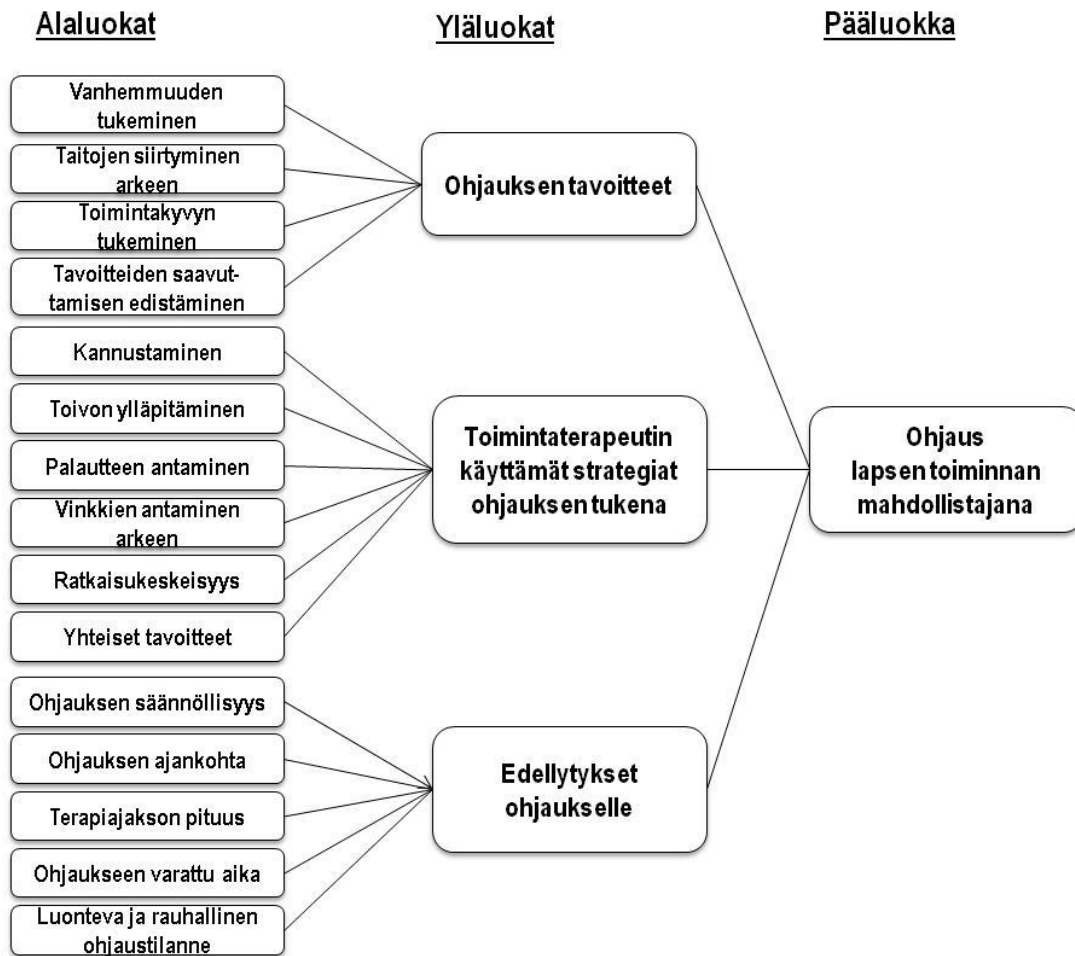 Alaluokat
Yläluokat
Pääluokka
Vanhemmuuden
tukeminen
Taitojen siirtyminen
arkeen
Toimintakyvyn
tukeminen
Tavoitteiden saavut-
tamisen edistäminen
Kannustaminen
Toivon ylläpitäminen
Palautteen antaminen
Vinkkien antaminen
arkeen
Ratkaisukeskeisyys
Yhteiset tavoitteet
Ohjauksen säännöllisyys
Ohjauksen ajankohta
Terapiajakson pituus
Ohjaukseen varattu aika
Luonteva ja rauhallinen
ohjaustilanne
Ohjauksen tavoitteet
Toimintaterapeutin
käyttämät strategiat
ohjauksen tukena
Edellytykset
ohjaukselle
Ohjaus
lapsen toiminnan
mahdollistajana